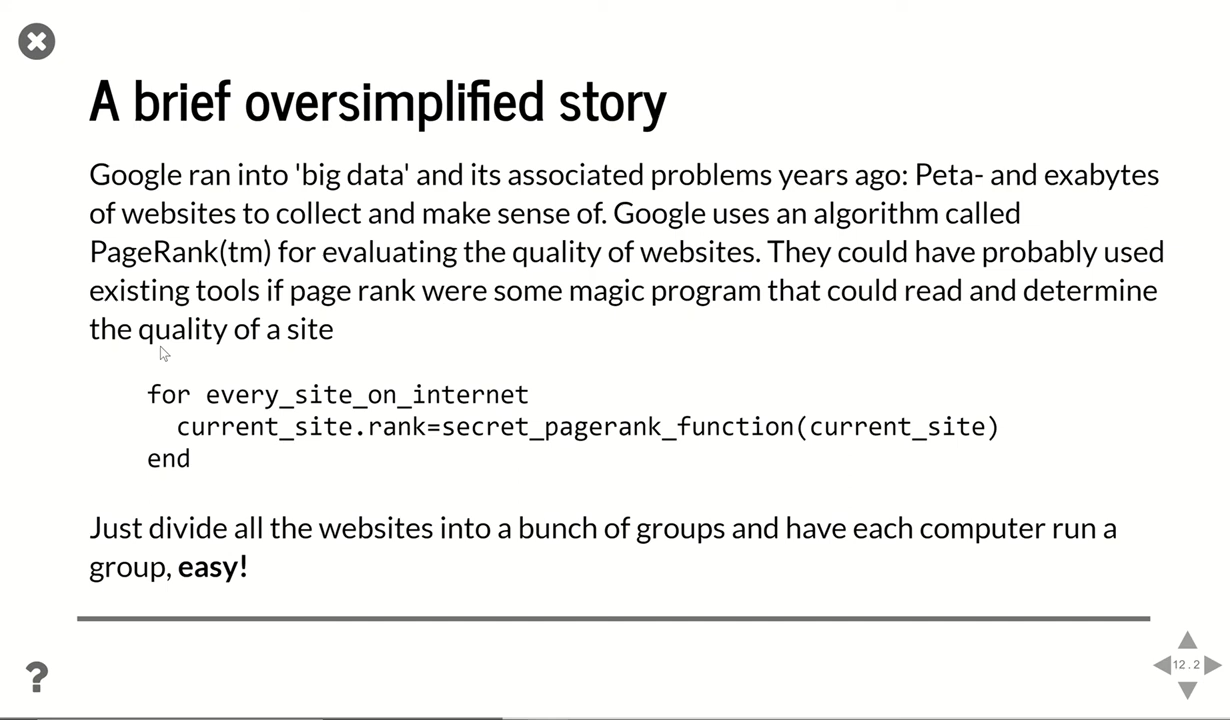 A brief oversimplified story
Google ran into 'big data' and its associated problems years ago: Peta- and exabytes
of websites to collect and make sense of. Google uses an algorithm called
PageRank(tm) for evaluating the quality of websites. They could have probably used
existing tools if page rank were some magic program that could read and determine
the quality of a site
for every_site_on_internet
  current_site.rank=secret_pagerank_function(current_site)
end
Just divide all the websites into a bunch of groups and have each computer run a
group, easy!
?
12 . 2